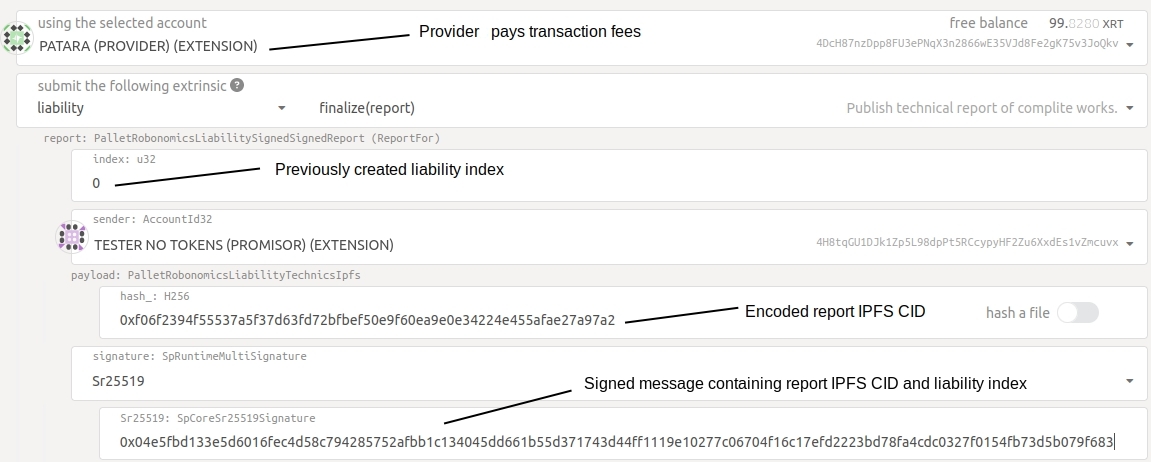 using the selected account
free balance 99.8280 XRT
PATARA (PROVIDER) (EXTENSION)
Provider pays transaction fees
4DcH87nzDpp8FU3ePNqX3n2866wE35VJd8Fe2gK75v3JoQkv
submit the following extrinsic ?
liability
finalize(report)
Publish technical report of complite works.
report: PalletRobonomicsLiabilitySignedSignedReport (ReportFor)
index: u32
0
Previously created liability index
sender: AccountId32
TESTER NO TOKENS (PROMISOR) (EXTENSION)
4H8tqGU1DJk1Zp5L98dpPt5RCcypyHF2Zu6XxdEs1vZmcuvx
payload: PalletRobonomicsLiabilityTechnicsIpfs
hash_: H256
0xf06f2394f55537a5f37d63fd72bfbef50e9f60ea9e0e34224e455afae27a97a2
Encoded report IPFS CID
hash a file
signature: SpRuntimeMultiSignature
Sr25519
Signed message containing report IPFS CID and liability index
Sr25519: SpCoreSr25519Signature
0x04e5fbd133e5d6016fec4d58c794285752afbb1c134045dd661b55d371743d44ff1119e10277c06704f16c17efd2223bd78fa4cdc0327f0154fb73d5b079f683